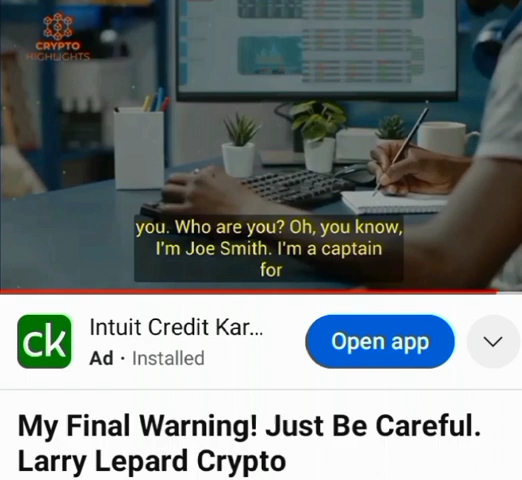 CRYPTO
HIGHLIGHTS
you. Who are you? Oh, you know,
I'm Joe Smith. I'm a captain
for
ck
Intuit Credit Kar...
Ad · Installed
Open app
My Final Warning! Just Be Careful.
Larry Lepard Crypto